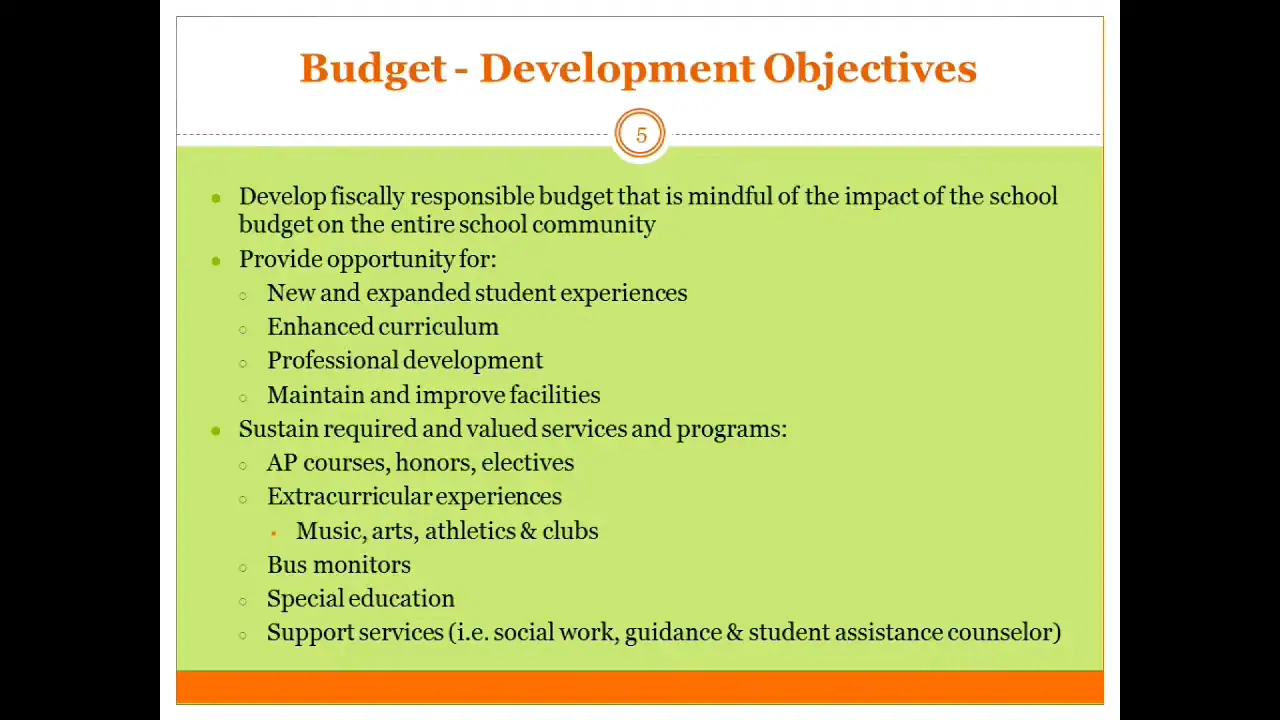 Budget - Development Objectives
5
Develop fiscally responsible budget that is mindful of the impact of the school
budget on the entire school community
Provide opportunity for:
New and expanded student experiences
Enhanced curriculum
Professional development
Maintain and improve facilities
Sustain required and valued services and programs:
AP courses, honors, electives
Extracurricular experiences
Music, arts, athletics & clubs
Bus monitors
Special education
Support services (i.e. social work, guidance & student assistance counselor)